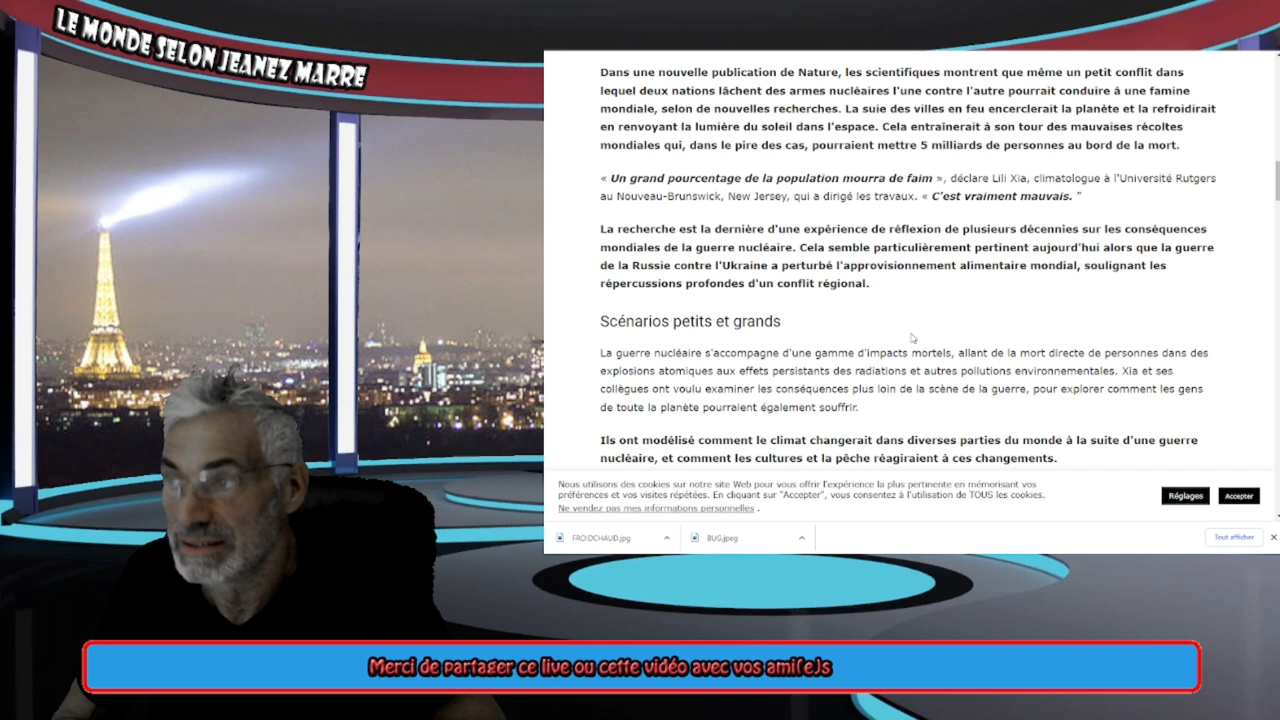 LE MONDE SELON JEANEZ MARRE
Dans une nouvelle publication de Nature, les scientifiques montrent que même un petit conflit dans
lequel deux nations lâchent des armes nucléaires l'une contre l'autre pourrait conduire à une famine
mondiale, selon de nouvelles recherches. La suie des villes en feu encerclerait la planète et la refroidirait
en renvoyant la lumière du soleil dans l'espace. Cela entraînerait à son tour des mauvaises récoltes
mondiales qui, dans le pire des cas, pourraient mettre 5 milliards de personnes au bord de la mort.
« Un grand pourcentage de la population mourra de faim », déclare Lili Xia, climatologue à l'Université Rutgers
au Nouveau-Brunswick, New Jersey, qui a dirigé les travaux. « C'est vraiment mauvais. "
La recherche est la dernière d'une expérience de réflexion de plusieurs décennies sur les conséquences
mondiales de la guerre nucléaire. Cela semble particulièrement pertinent aujourd'hui alors que la guerre
de la Russie contre l'Ukraine a perturbé l'approvisionnement alimentaire mondial, soulignant les
répercussions profondes d'un conflit régional.
Scénarios petits et grands
La guerre nucléaire s'accompagne d'une gamme d'impacts mortels, allant de la mort directe de personnes dans des
explosions atomiques aux effets persistants des radiations et autres pollutions environnementales. Xia et ses
collègues ont voulu examiner les conséquences plus loin de la scène de la guerre, pour explorer comment les gens
de toute la planète pourraient également souffrir.
Ils ont modélisé comment le climat changerait dans diverses parties du monde à la suite d'une guerre
nucléaire, et comment les cultures et la pêche réagiraient à ces changements.
Nous utilisons des cookies sur notre site Web pour vous offrir l'expérience la plus pertinente en mémorisant vos
préférences et vos visites répétées. En cliquant sur "Accepter", vous consentez à l'utilisation de TOUS les cookies.
Ne vendez pas mes informations personnelles .
Réglages
Accepter
FROIDCHAUD.jpg
BUG.jpeg
Tout afficher
Merci de partager ce live ou cette vidéo avec vos ami(e)s